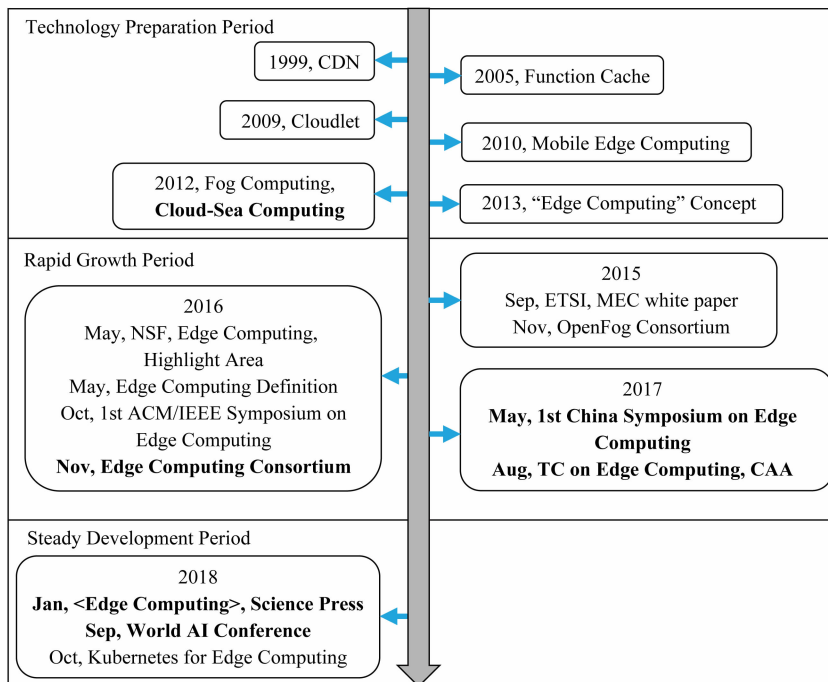 Technology Preparation Period
1999, CDN
2005, Function Cache
2009, Cloudlet
2010, Mobile Edge Computing
2012, Fog Computing,
Cloud-Sea Computing
2013, “Edge Computing” Concept
Rapid Growth Period
2015
Sep, ETSI, MEC white paper
Nov, OpenFog Consortium
2016
May, NSF, Edge Computing,
Highlight Area
May, Edge Computing Definition
Oct, 1st ACM/IEEE Symposium on
Edge Computing
Nov, Edge Computing Consortium
2017
May, 1st China Symposium on Edge
Computing
Aug, TC on Edge Computing, CAA
Steady Development Period
2018
Jan, <Edge Computing>, Science Press
Sep, World AI Conference
Oct, Kubernetes for Edge Computing